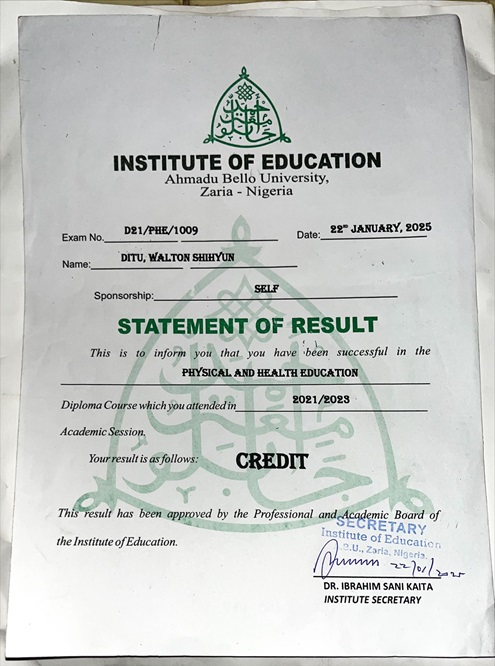 INSTITUTE OF EDUCATION
Ahmadu Bello University,
Zaria - Nigeria
Exam No. D21/PHE/1009 Date: 22ⁿᵈ JANUARY, 2025
Name: DITU, WALTON SHIHYUN
Sponsorship: SELF
STATEMENT OF RESULT
This is to inform you that you have been successful in the
PHYSICAL AND HEALTH EDUCATION
Diploma Course which you attended in 2021/2023
Academic Session.
Your result is as follows: CREDIT
This result has been approved by the Professional and Academic Board of
the Institute of Education.
SECRETARY
Institute of Education
Zaria, Nigeria.
22/01/2025
DR. IBRAHIM SANI KAITA
INSTITUTE SECRETARY